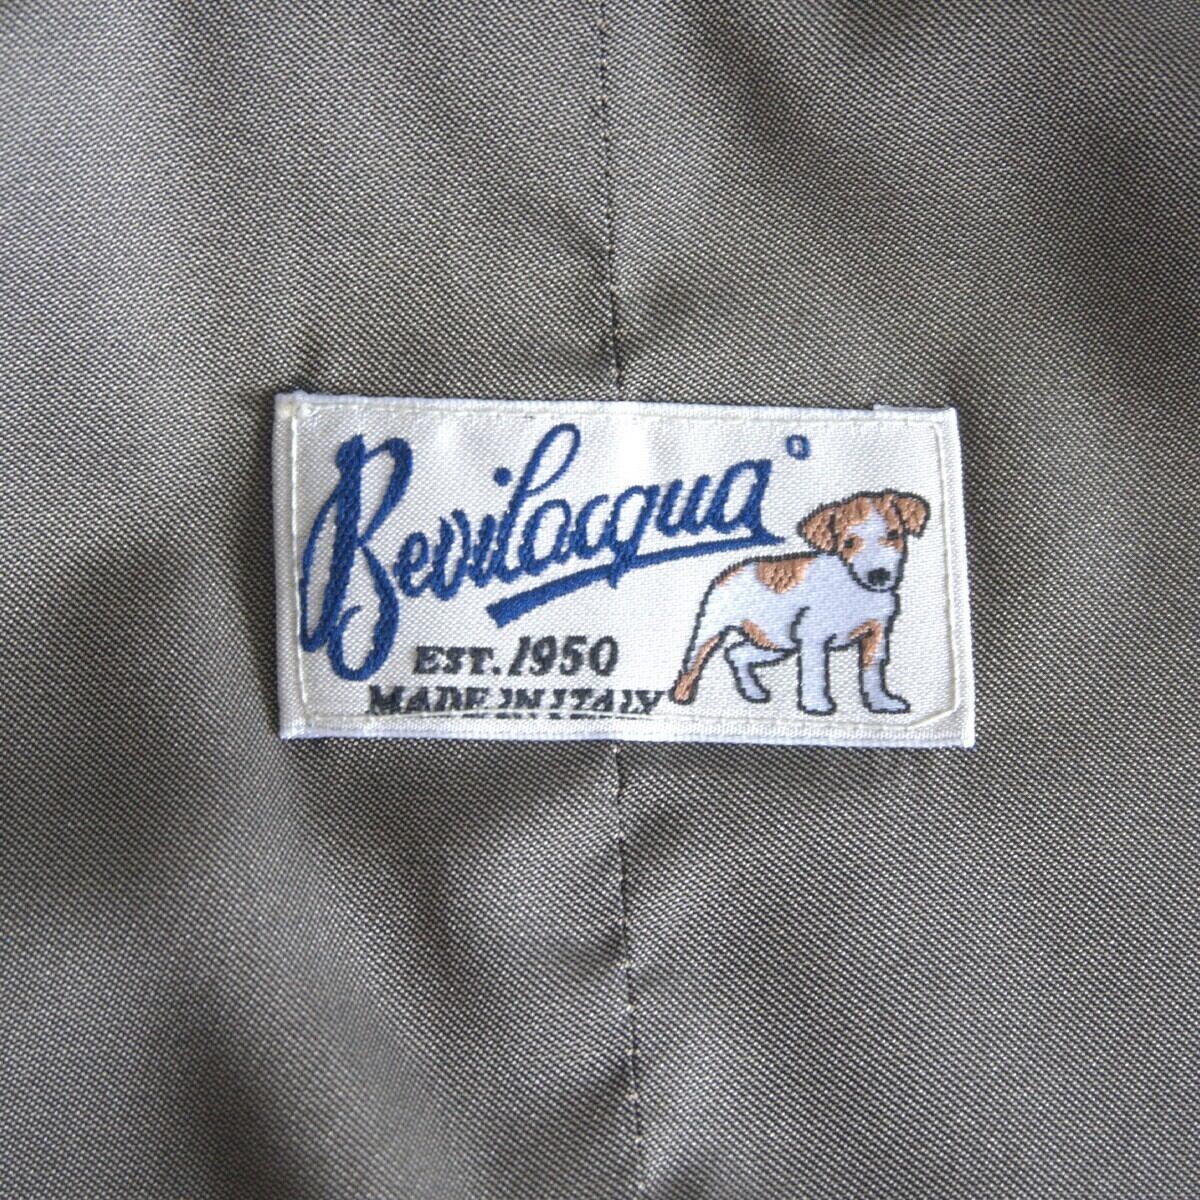 Bevilacqua
EST. 1950
MADE IN ITALY